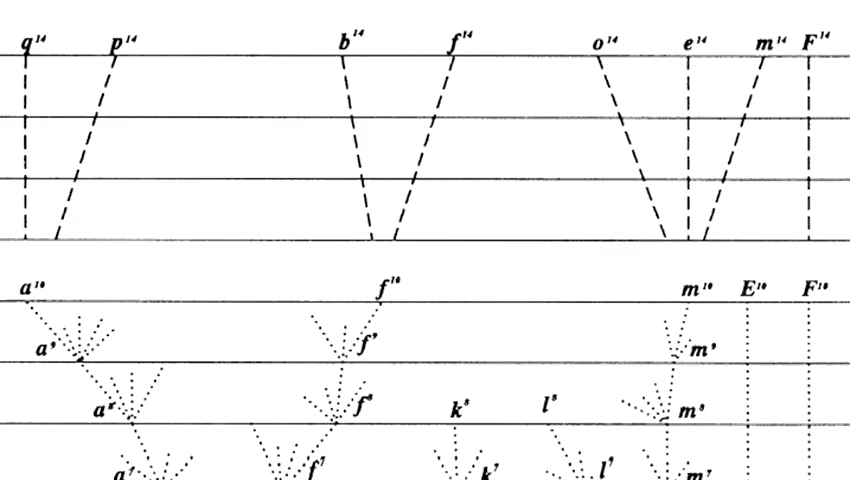 q¹⁴ p¹⁴ b¹⁴ f¹⁴ o¹⁴ e¹⁴ m¹⁴ F¹⁴
a¹⁰ f¹⁰ m¹⁰ E¹⁰ F¹⁰
a⁹ f⁹ m⁹
a⁸ f⁸ k⁸ l⁸ m⁸
a⁷ f⁷ k⁷ l⁷ m⁷